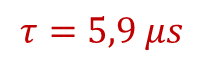 τ = 5,9 μs